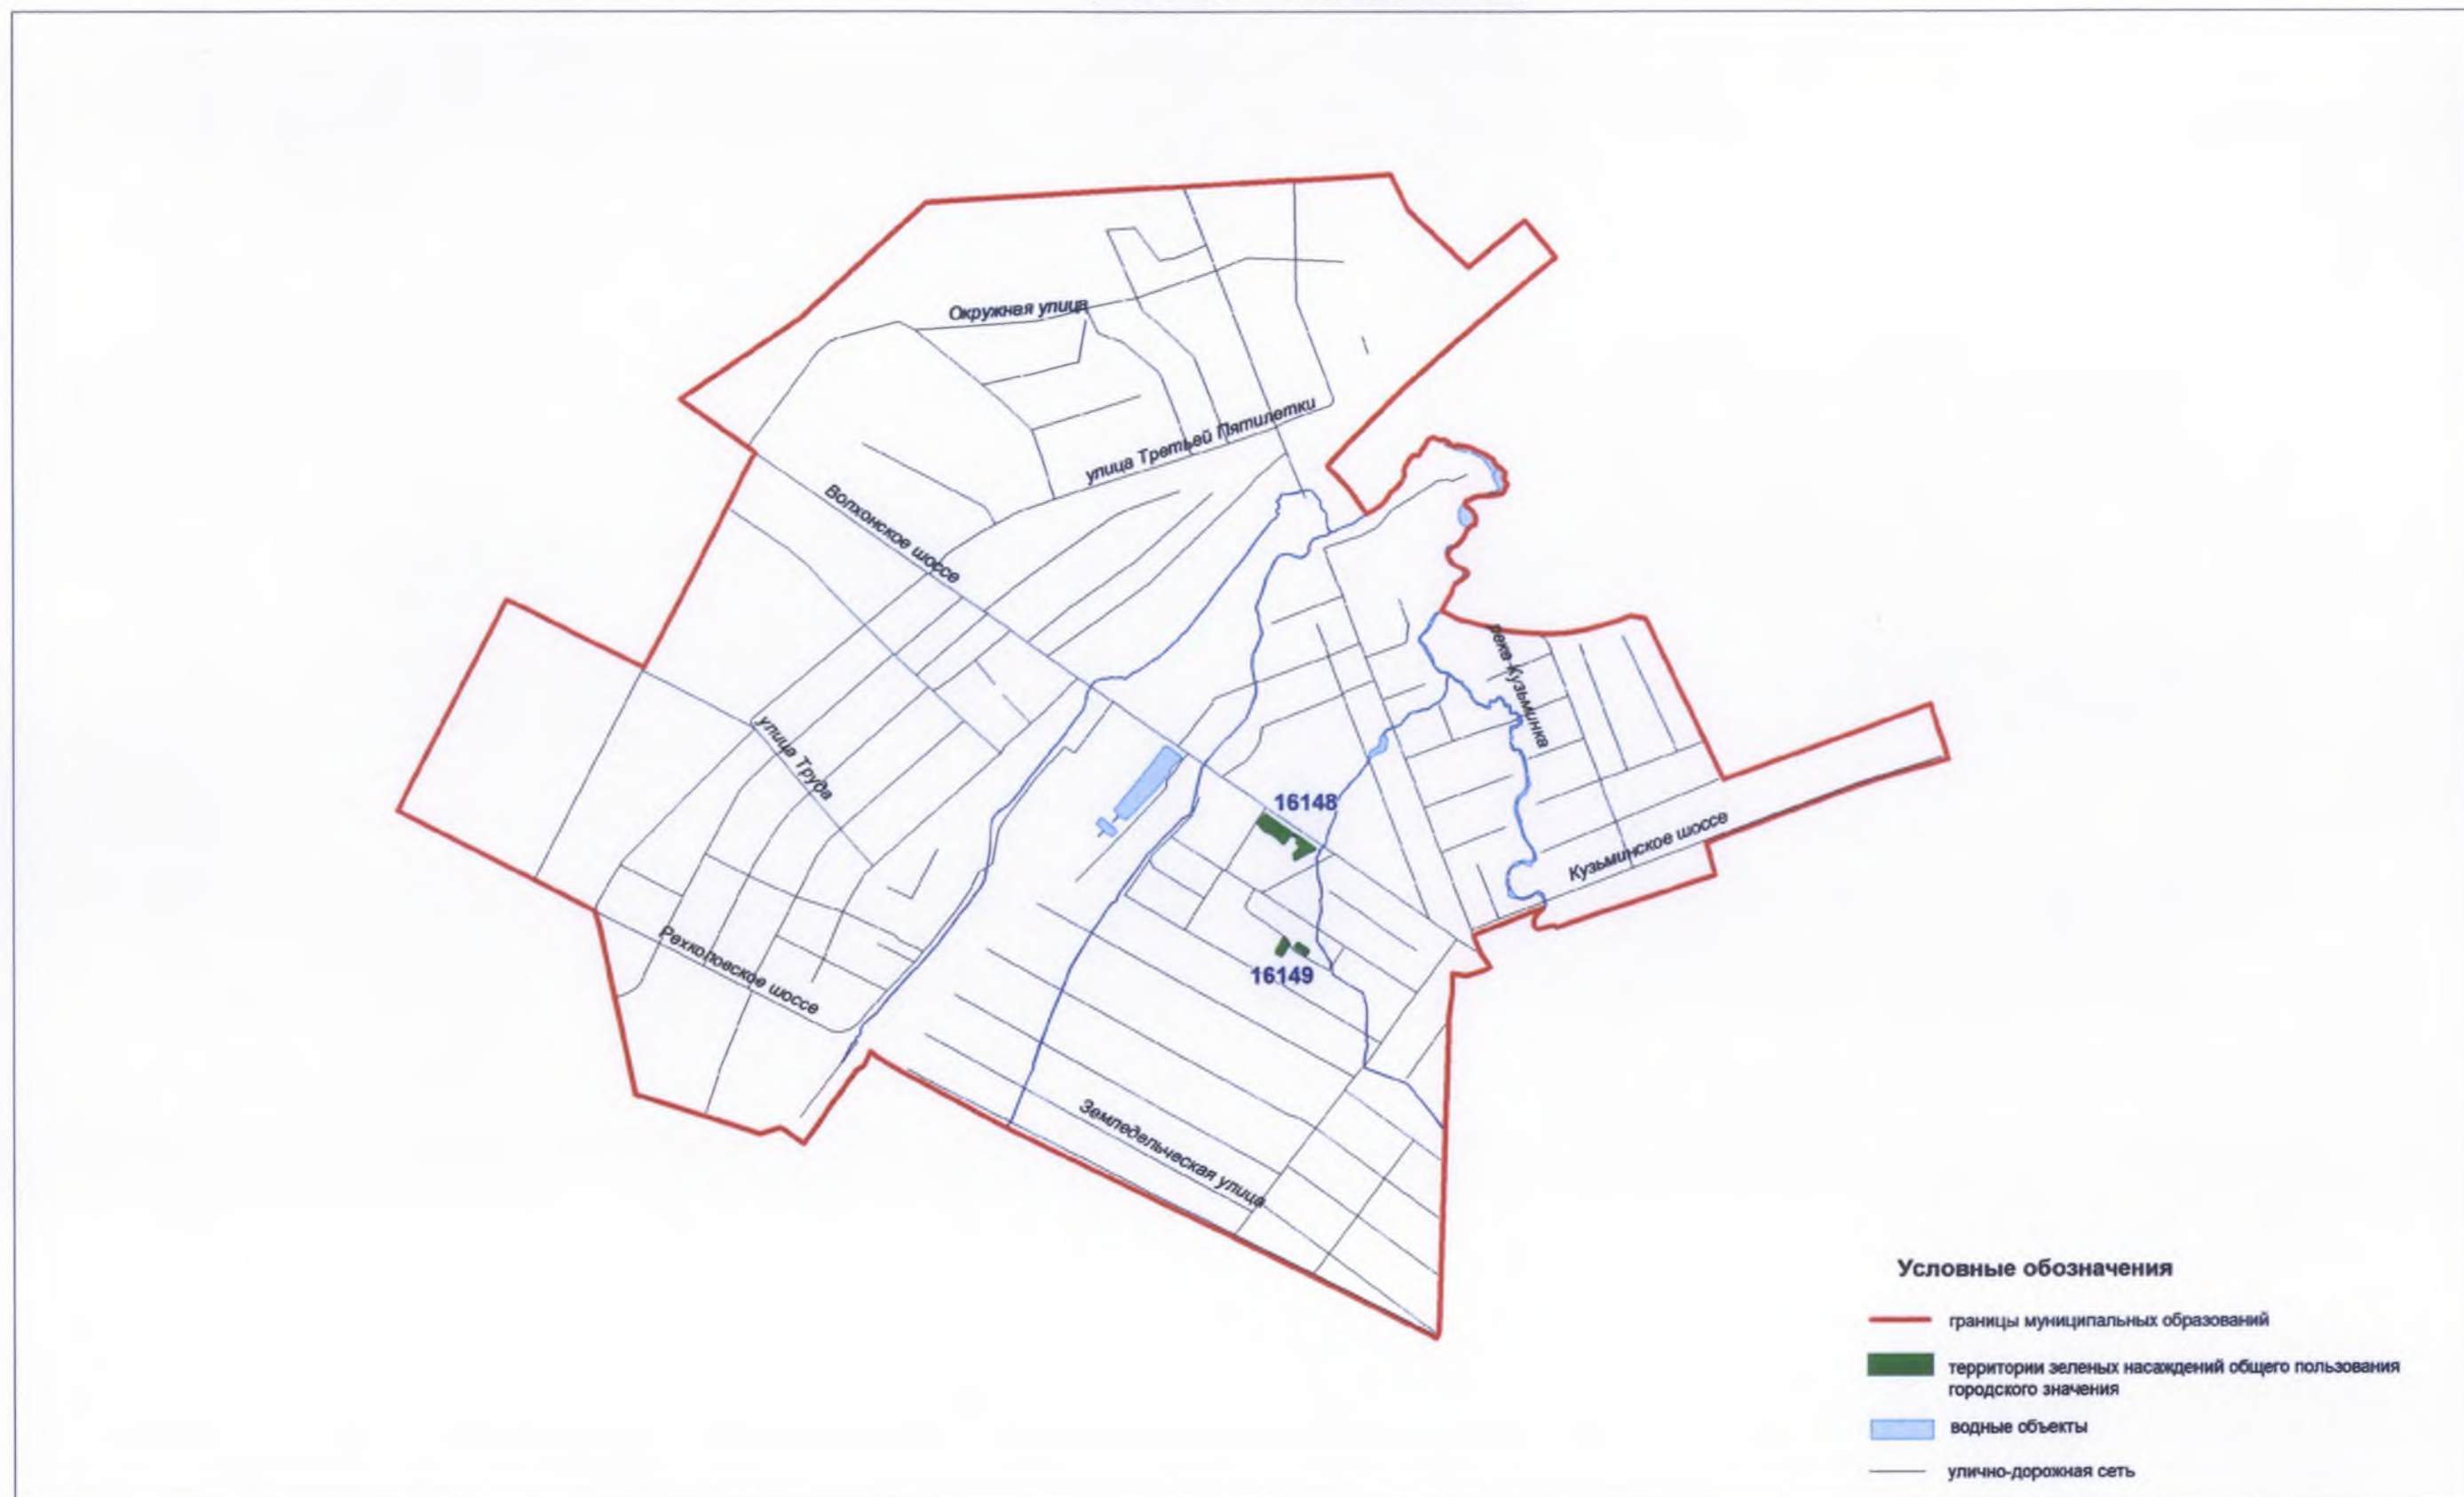 Окружная улица
улица Третьей Пятилетки
Волхонское шоссе
река Кузьминка
улица Труда
16148
Кузьминское шоссе
Рехколовское шоссе
16149
Земледельческая улица
Условные обозначения
границы муниципальных образований
территории зеленых насаждений общего пользования
городского значения
водные объекты
улично-дорожная сеть